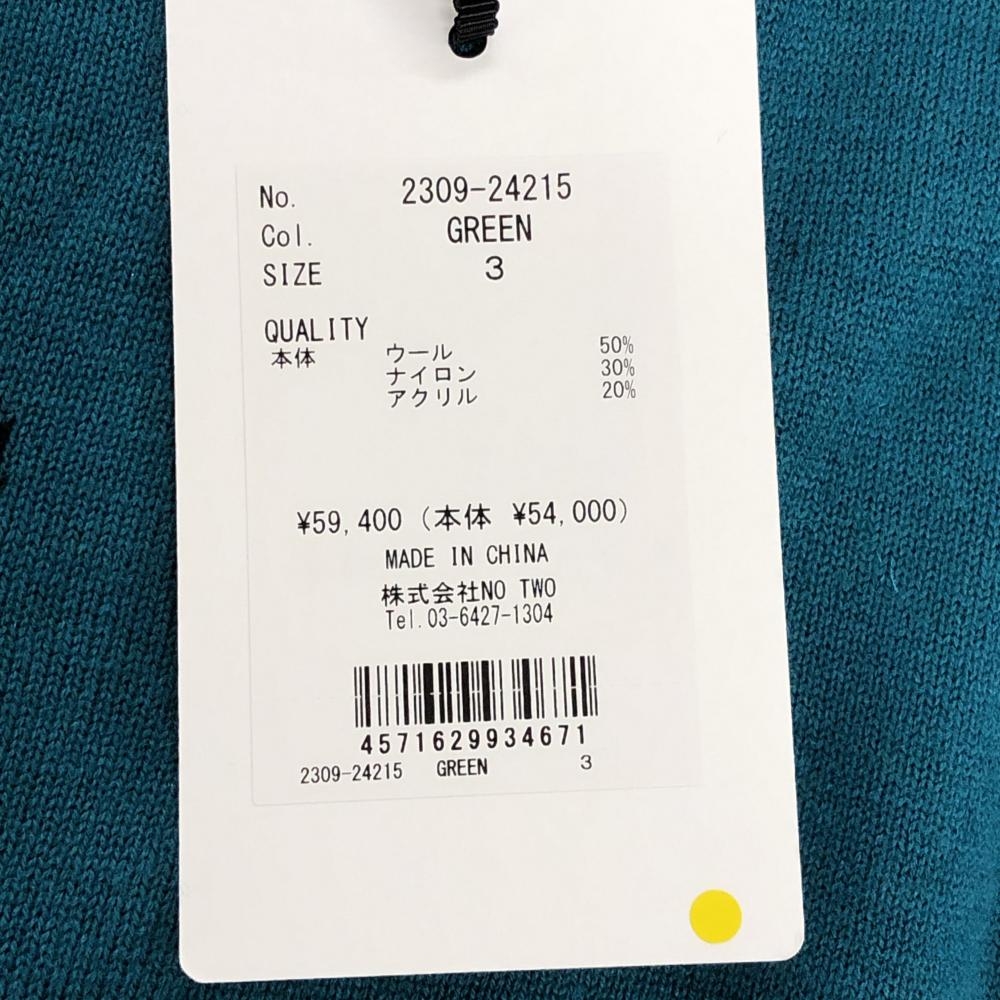 No. 2309-24215
Col. GREEN
SIZE 3
QUALITY
本体 ウール 50%
ナイロン 30%
アクリル 20%
¥59,400 (本体 ¥54,000)
MADE IN CHINA
株式会社NO TWO
Tel.03-6427-1304
4571629934671
2309-24215 GREEN 3